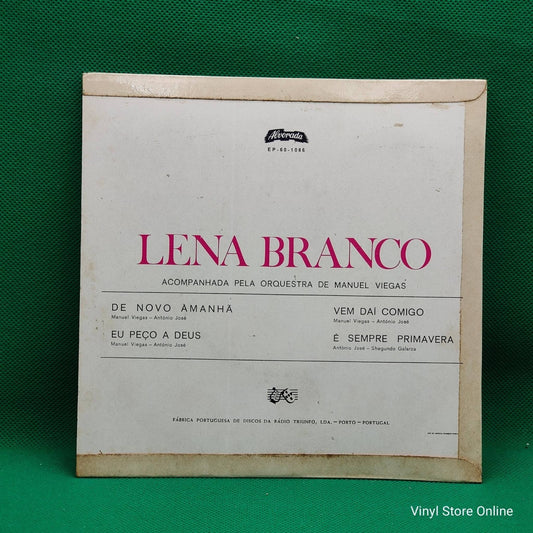 Alvorada
EP-60-1066
LENA BRANCO
ACOMPANHADA PELA ORQUESTRA DE MANUEL VIEGAS
DE NOVO AMANHÃ
Manuel Viegas – António José
EU PEÇO A DEUS
Manuel Viegas – António José
VEM DAÍ COMIGO
Manuel Viegas – António José
É SEMPRE PRIMAVERA
António José – Shegundo Galarza
FÁBRICA PORTUGUESA DE DISCOS DA RÁDIO TRIUNFO, LDA. – PORTO – PORTUGAL
Vinyl Store Online